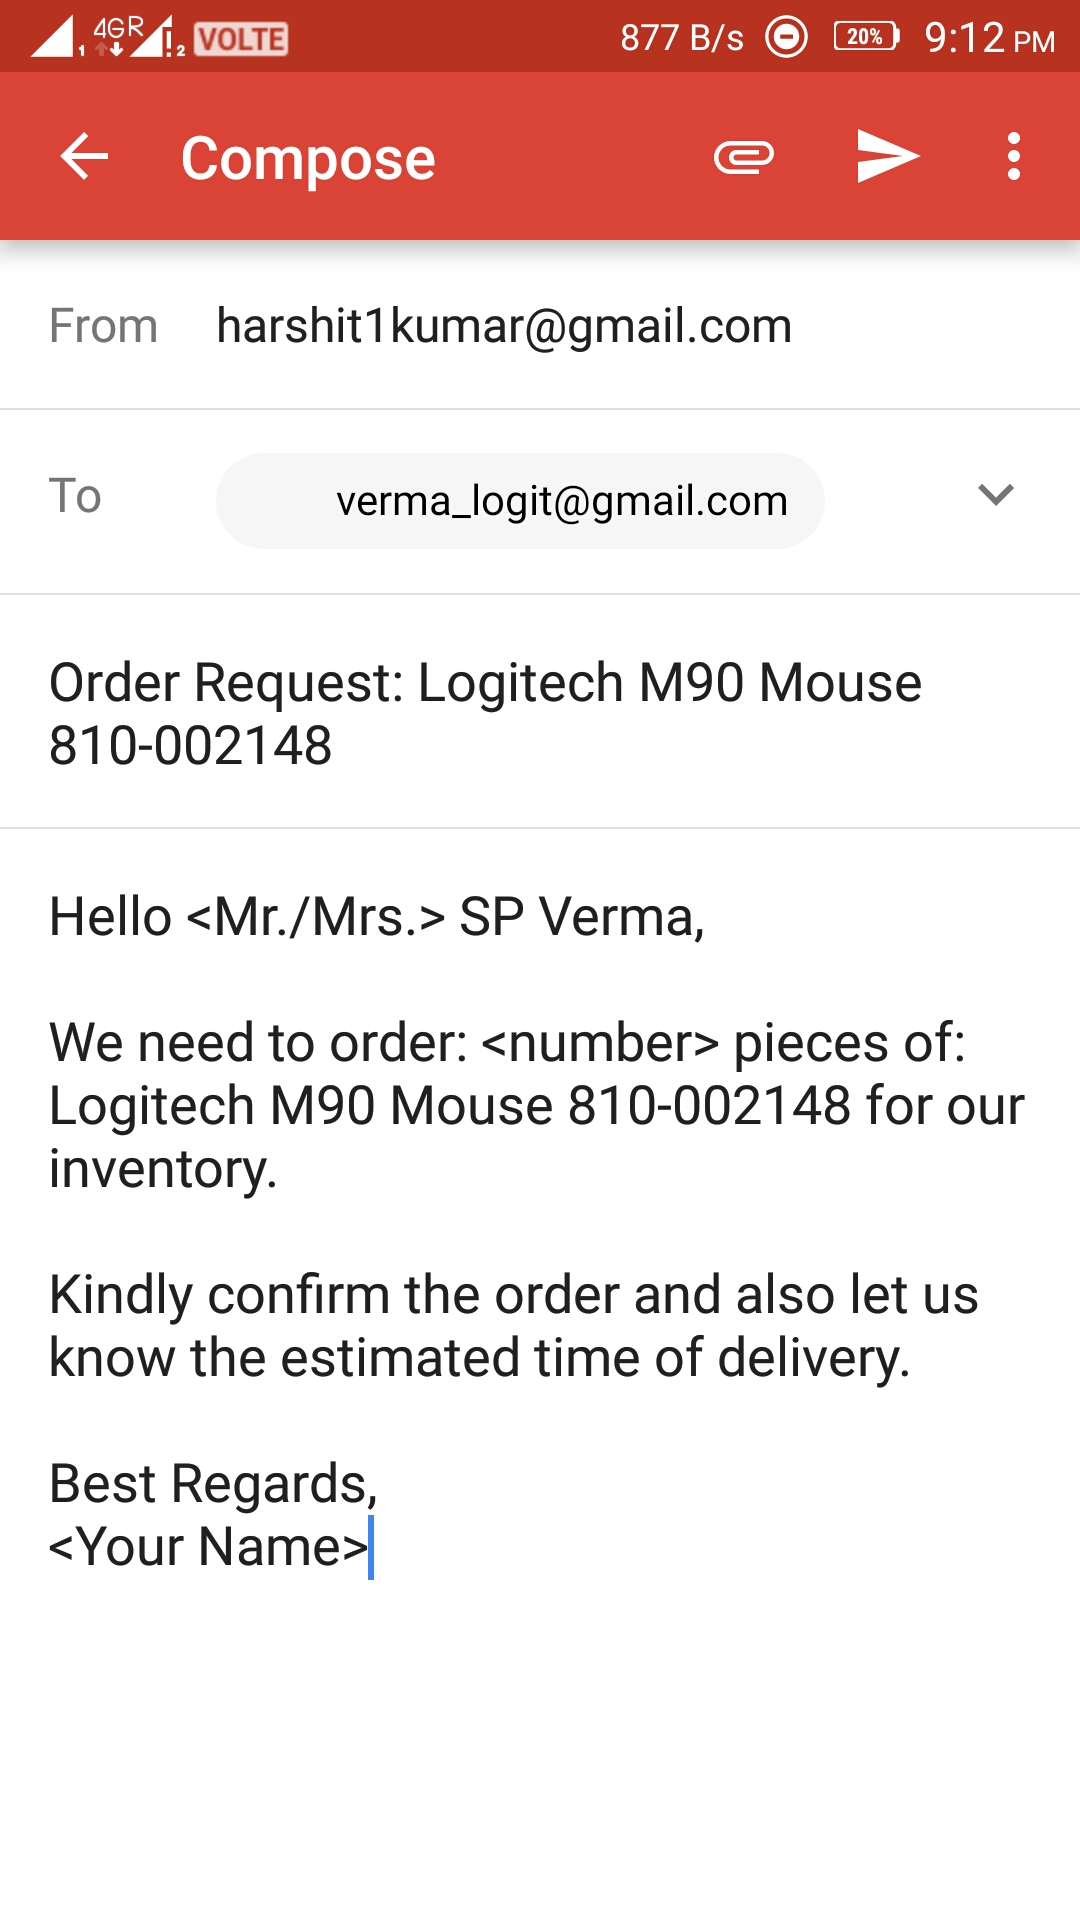 1 4GR 2 VOLTE 877 B/s 20% 9:12 PM
Compose
From harshit1kumar@gmail.com
To verma_logit@gmail.com
Order Request: Logitech M90 Mouse
810-002148
Hello <Mr./Mrs.> SP Verma,
We need to order: <number> pieces of:
Logitech M90 Mouse 810-002148 for our
inventory.
Kindly confirm the order and also let us
know the estimated time of delivery.
Best Regards,
<Your Name>